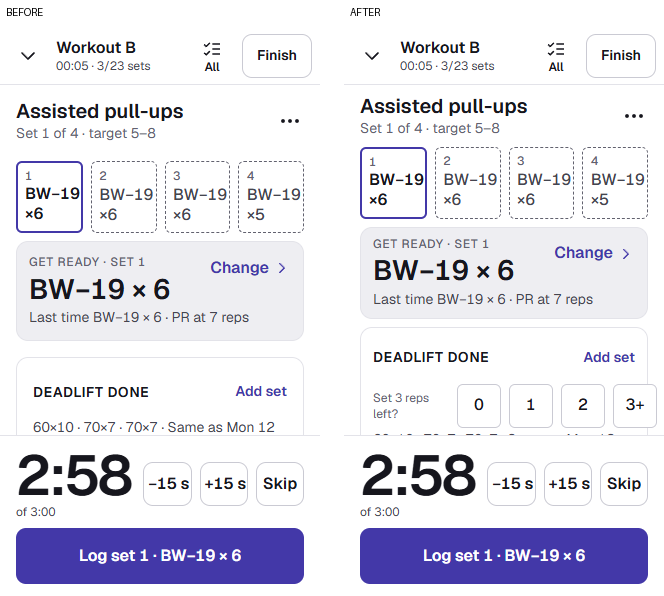 BEFORE
Workout B
00:05 · 3/23 sets
All
Finish
Assisted pull-ups
Set 1 of 4 · target 5–8
1
BW−19
×6
2
BW−19
×6
3
BW−19
×6
4
BW−19
×5
GET READY · SET 1
Change
BW−19 × 6
Last time BW−19 × 6 · PR at 7 reps
DEADLIFT DONE
Add set
60×10 · 70×7 · 70×7 · Same as Mon 12
2:58
of 3:00
−15 s
+15 s
Skip
Log set 1 · BW−19 × 6
AFTER
Workout B
00:05 · 3/23 sets
All
Finish
Assisted pull-ups
Set 1 of 4 · target 5–8
1
BW−19
×6
2
BW−19
×6
3
BW−19
×6
4
BW−19
×5
GET READY · SET 1
Change
BW−19 × 6
Last time BW−19 × 6 · PR at 7 reps
DEADLIFT DONE
Add set
Set 3 reps
left?
0
1
2
3+
2:58
of 3:00
−15 s
+15 s
Skip
Log set 1 · BW−19 × 6